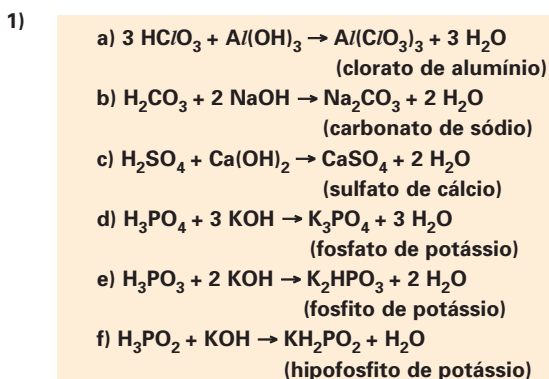 1)
a) 3 HClO₃ + Al(OH)₃ → Al(ClO₃)₃ + 3 H₂O
(clorato de alumínio)
b) H₂CO₃ + 2 NaOH → Na₂CO₃ + 2 H₂O
(carbonato de sódio)
c) H₂SO₄ + Ca(OH)₂ → CaSO₄ + 2 H₂O
(sulfato de cálcio)
d) H₃PO₄ + 3 KOH → K₃PO₄ + 3 H₂O
(fosfato de potássio)
e) H₃PO₃ + 2 KOH → K₂HPO₃ + 2 H₂O
(fosfito de potássio)
f) H₃PO₂ + KOH → KH₂PO₂ + H₂O
(hipofosfito de potássio)